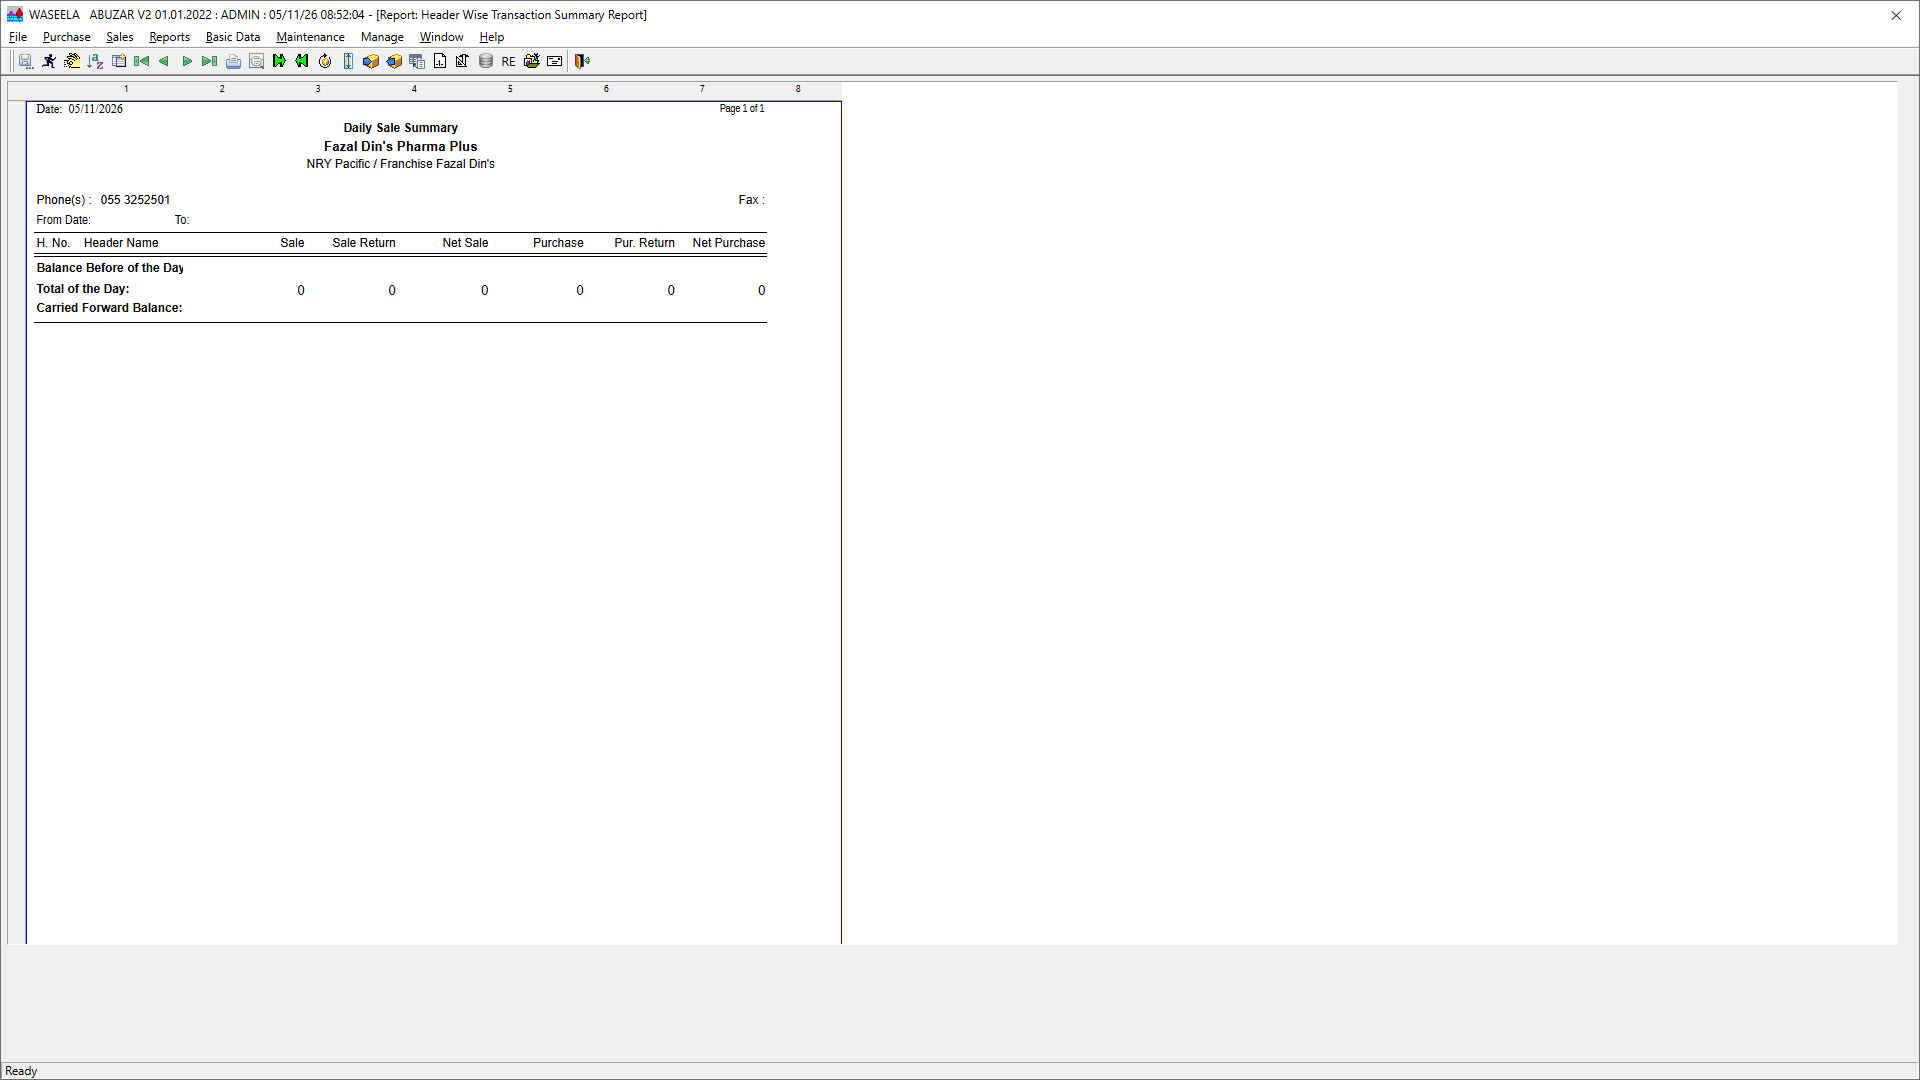 WASEELA   ABUZAR V2 01.01.2022 : ADMIN : 05/11/26 08:52:04 - [Report: Header Wise Transaction Summary Report]
File Purchase Sales Reports Basic Data Maintenance Manage Window Help
RE
1 2 3 4 5 6 7 8
Date: 05/11/2026 Page 1 of 1
Daily Sale Summary
Fazal Din's Pharma Plus
NRY Pacific / Franchise Fazal Din's
Phone(s) : 055 3252501 Fax :
From Date: To:
H. No. Header Name Sale Sale Return Net Sale Purchase Pur. Return Net Purchase
Balance Before of the Day
Total of the Day: 0 0 0 0 0 0
Carried Forward Balance:
Ready